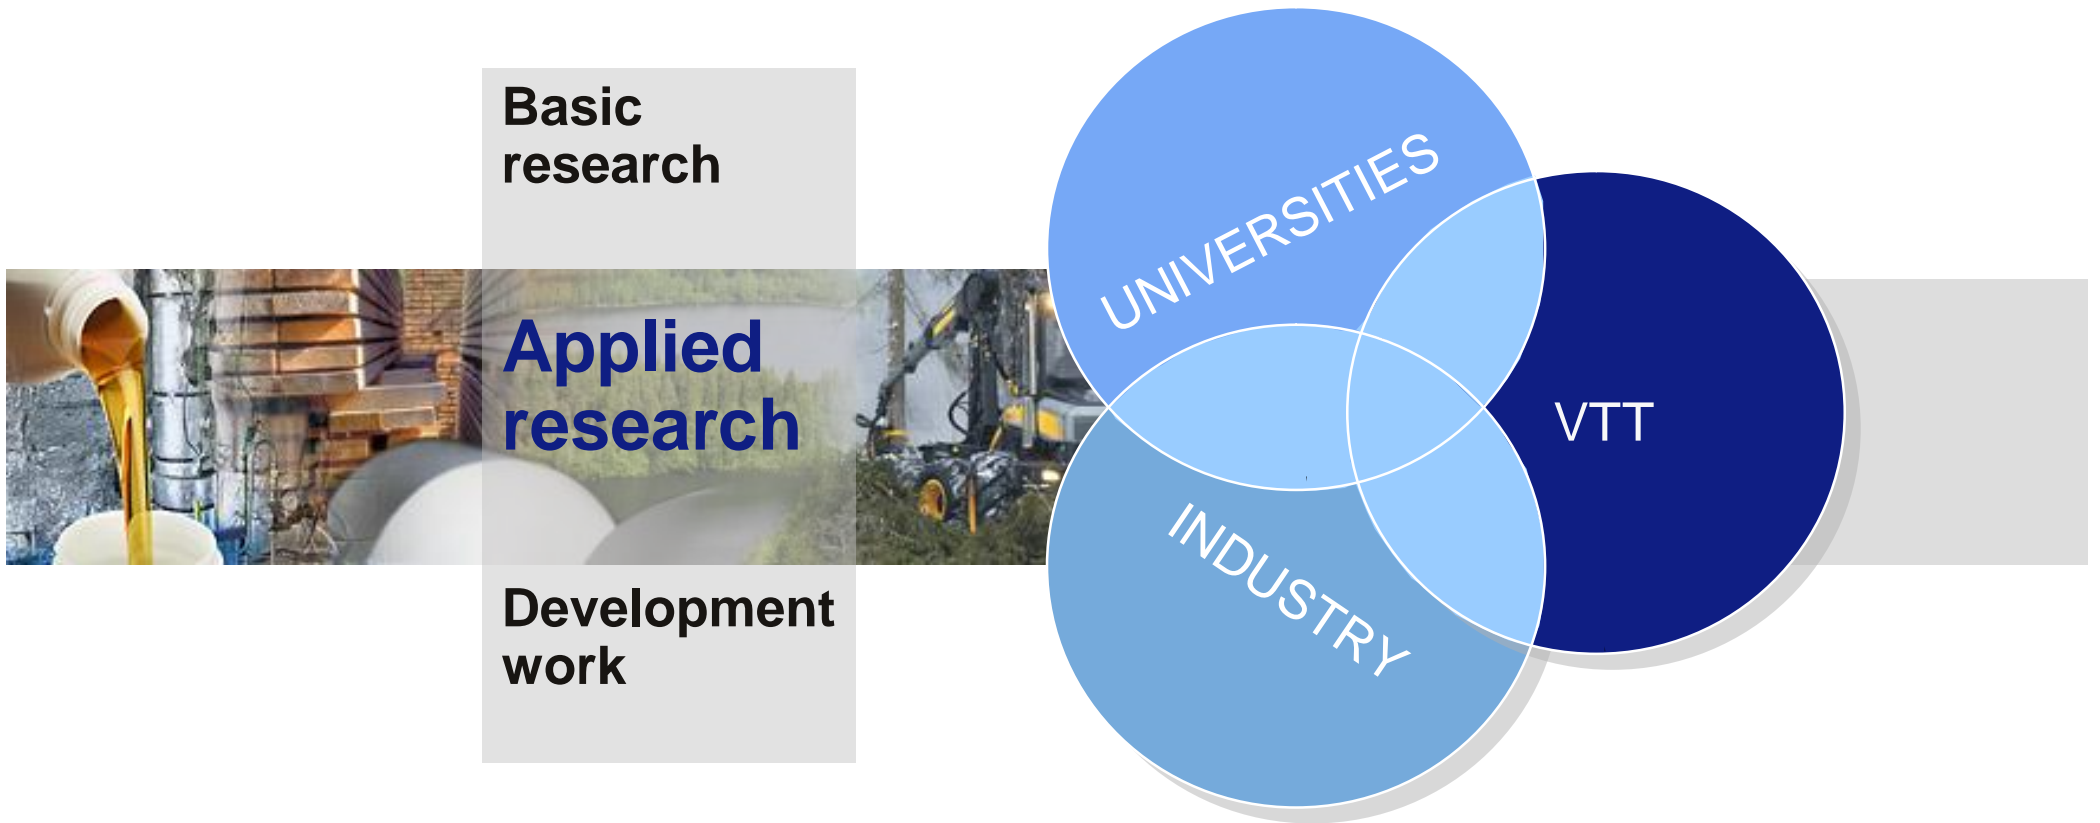 Basic
research
Applied
research
Development
work
UNIVERSITIES
VTT
INDUSTRY